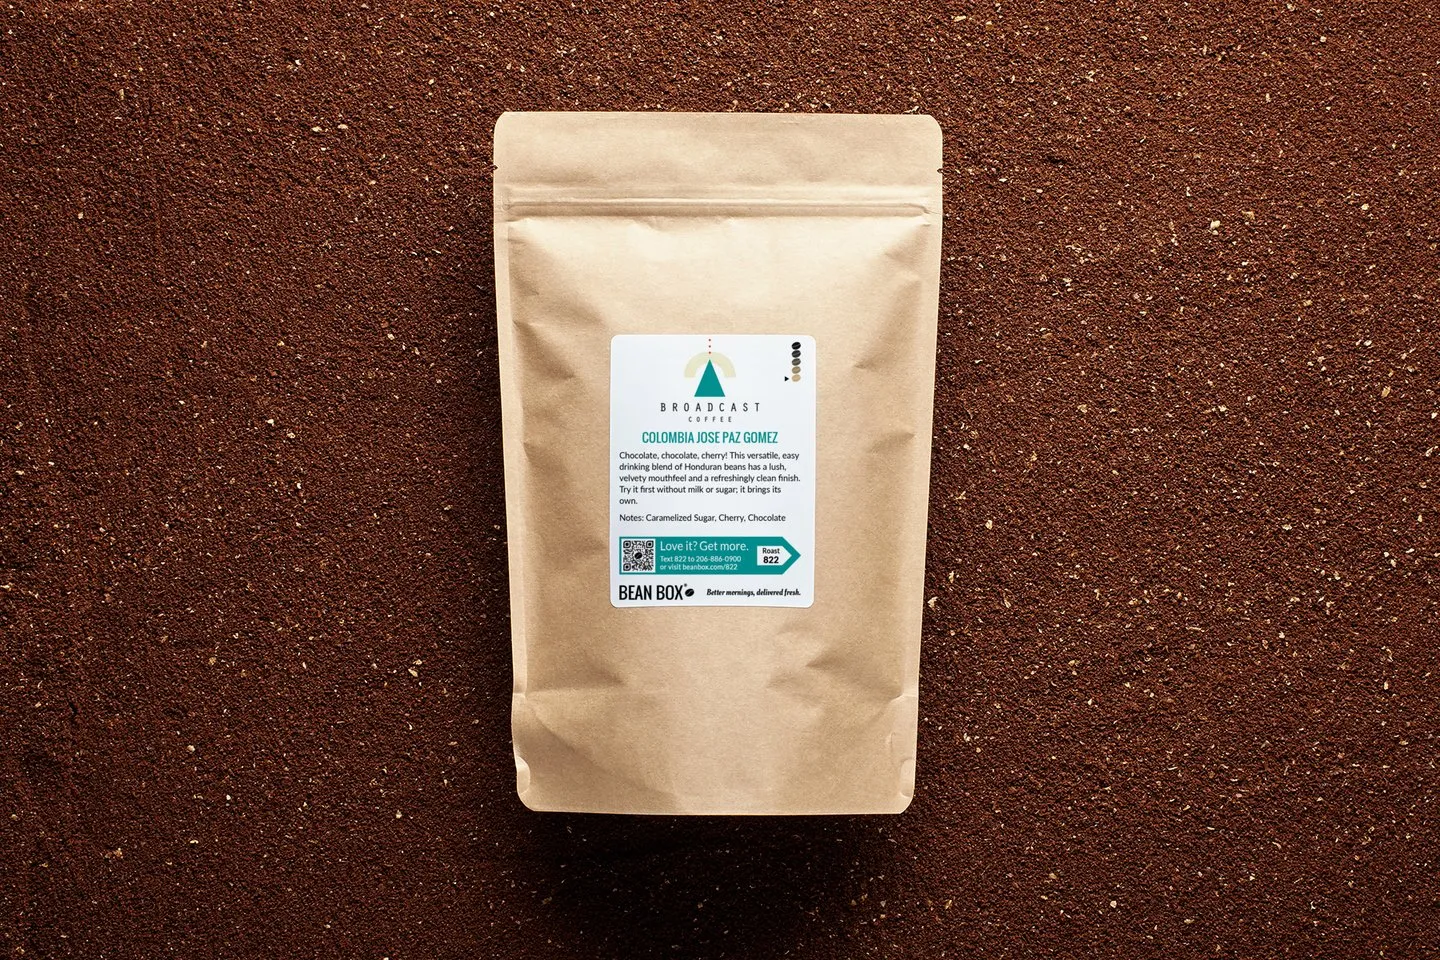 BROADCAST
COFFEE
COLOMBIA JOSE PAZ GOMEZ
Chocolate, chocolate, cherry! This versatile, easy
drinking blend of Honduran beans has a lush,
velvety mouthfeel and a refreshingly clean finish.
Try it first without milk or sugar; it brings its
own.
Notes: Caramelized Sugar, Cherry, Chocolate
Love it? Get more.
Text 822 to 206-886-0900
or visit beanbox.com/822
Roast
822
BEAN BOX®
Better mornings, delivered fresh.